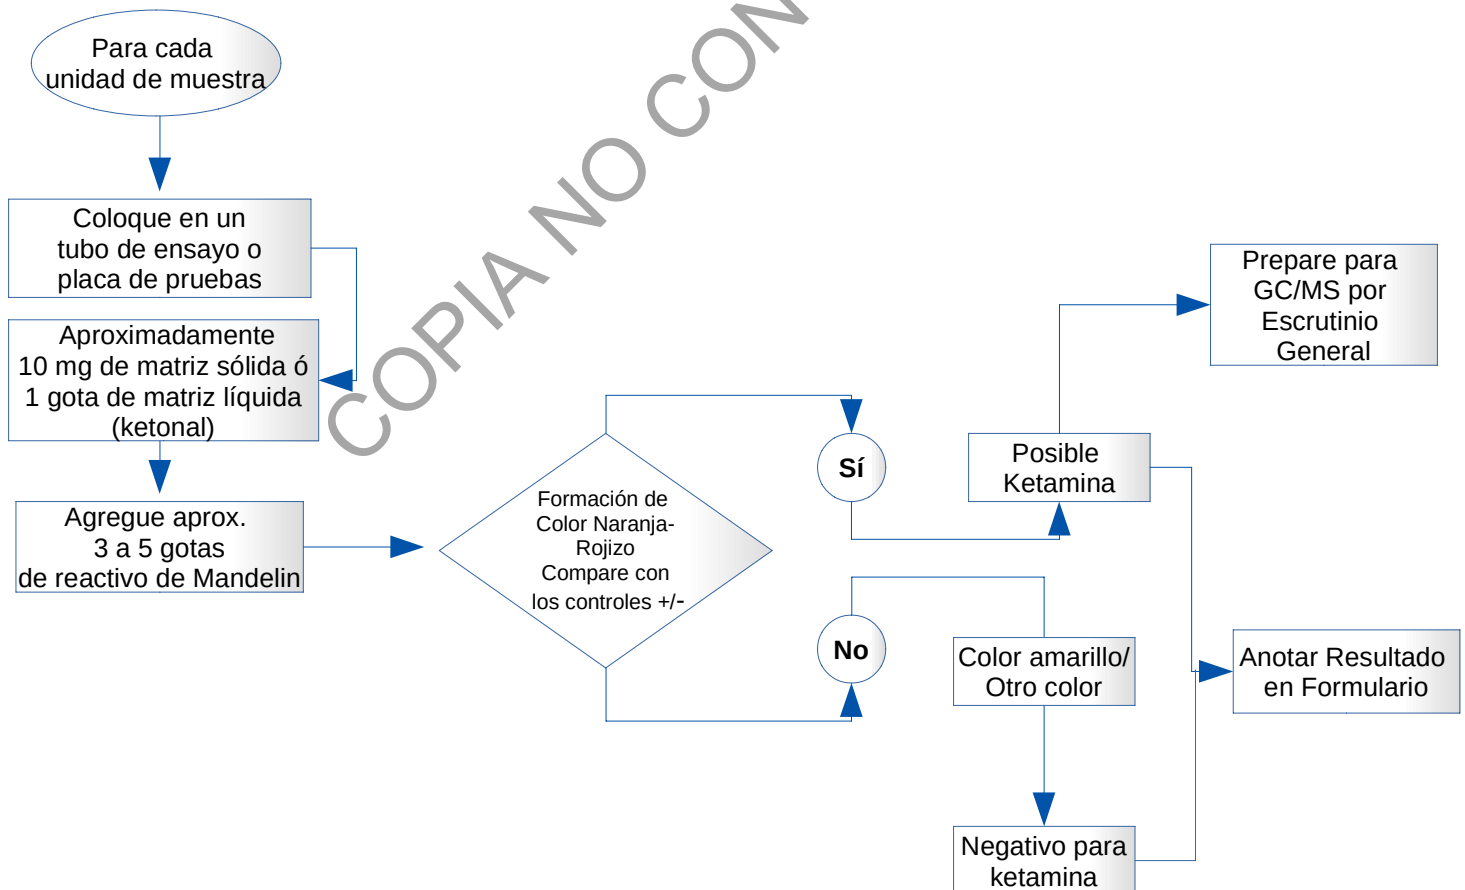 Para cada
unidad de muestra
Coloque en un
tubo de ensayo o
placa de pruebas
Aproximadamente
10 mg de matriz sólida ó
1 gota de matriz líquida
(ketonal)
Agregue aprox.
3 a 5 gotas
de reactivo de Mandelin
Formación de
Color Naranja-
Rojizo
Compare con
los controles +/-
Sí
No
Posible
Ketamina
Prepare para
GC/MS por
Escrutinio
General
Color amarillo/
Otro color
Negativo para
ketamina
Anotar Resultado
en Formulario
COPIA NO CON